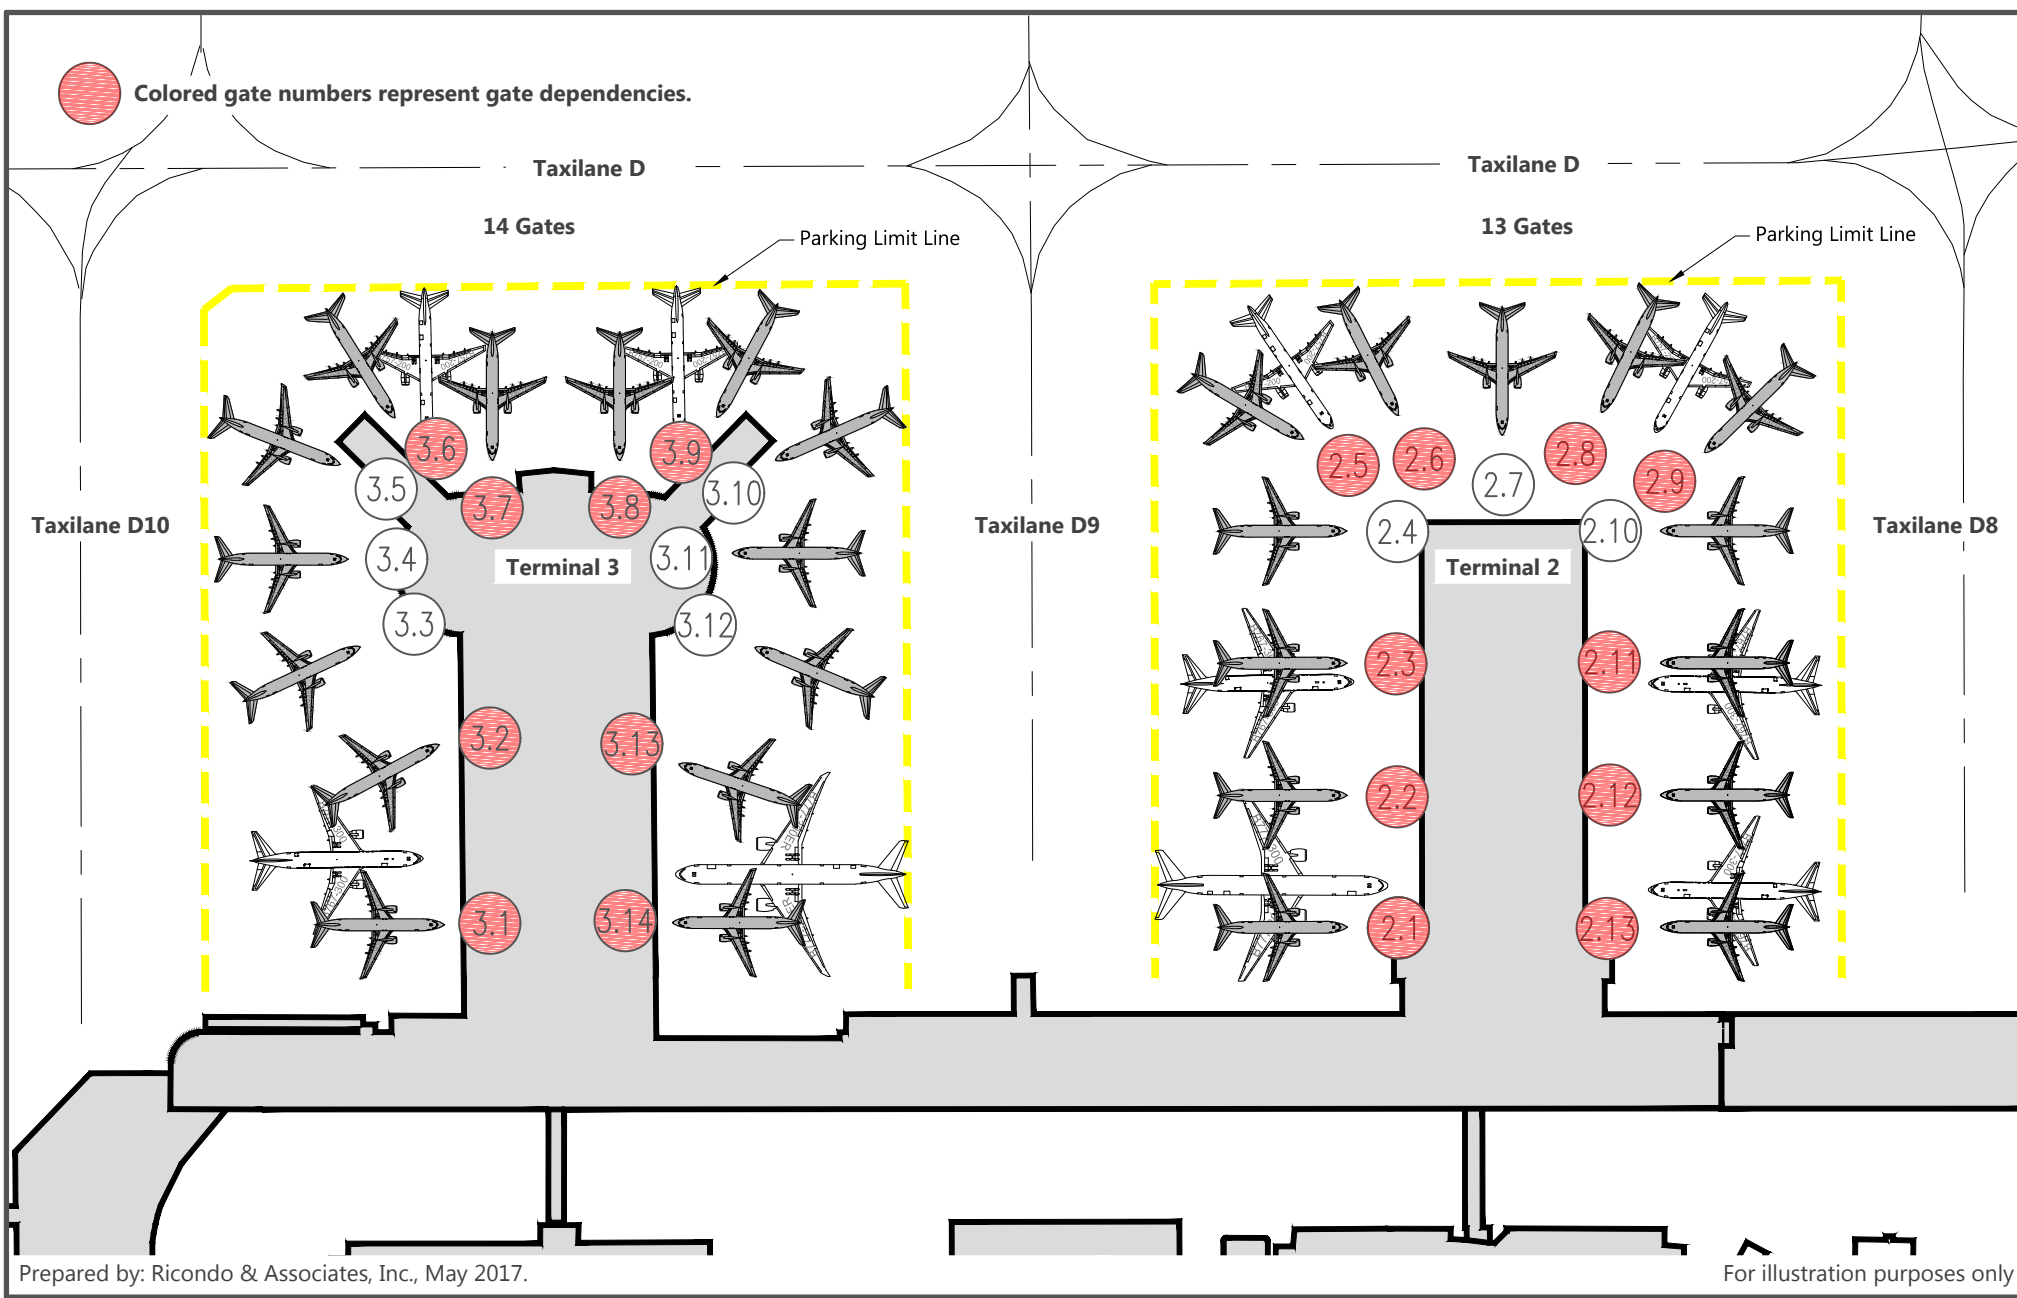 Colored gate numbers represent gate dependencies.
Taxilane D
Taxilane D
14 Gates
13 Gates
Parking Limit Line
Parking Limit Line
3.6
3.9
3.5
3.10
3.7
3.8
2.5
2.6
2.7
2.8
2.9
Taxilane D10
Taxilane D9
Taxilane D8
3.4
3.11
2.4
2.10
Terminal 3
Terminal 2
3.3
3.12
2.3
2.11
3.2
3.13
2.2
2.12
3.1
3.14
2.1
2.13
Prepared by: Ricondo & Associates, Inc., May 2017.
For illustration purposes only